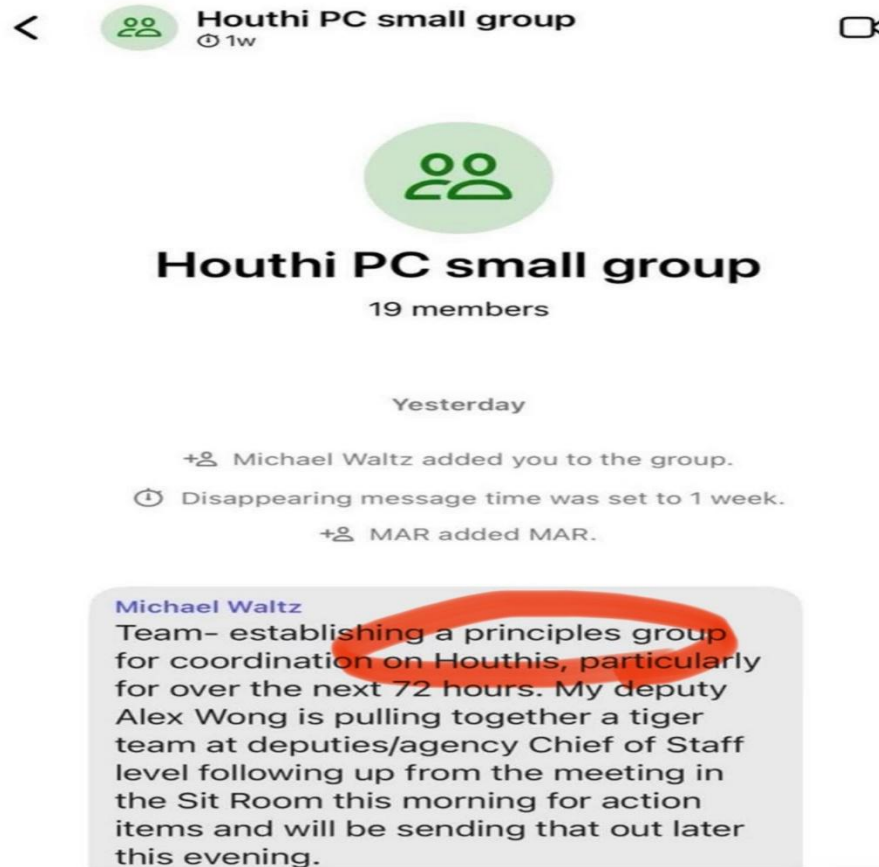 Houthi PC small group
1w
Houthi PC small group
19 members
Yesterday
Michael Waltz added you to the group.
Disappearing message time was set to 1 week.
MAR added MAR.
Michael Waltz
Team- establishing a principles group
for coordination on Houthis, particularly
for over the next 72 hours. My deputy
Alex Wong is pulling together a tiger
team at deputies/agency Chief of Staff
level following up from the meeting in
the Sit Room this morning for action
items and will be sending that out later
this evening.